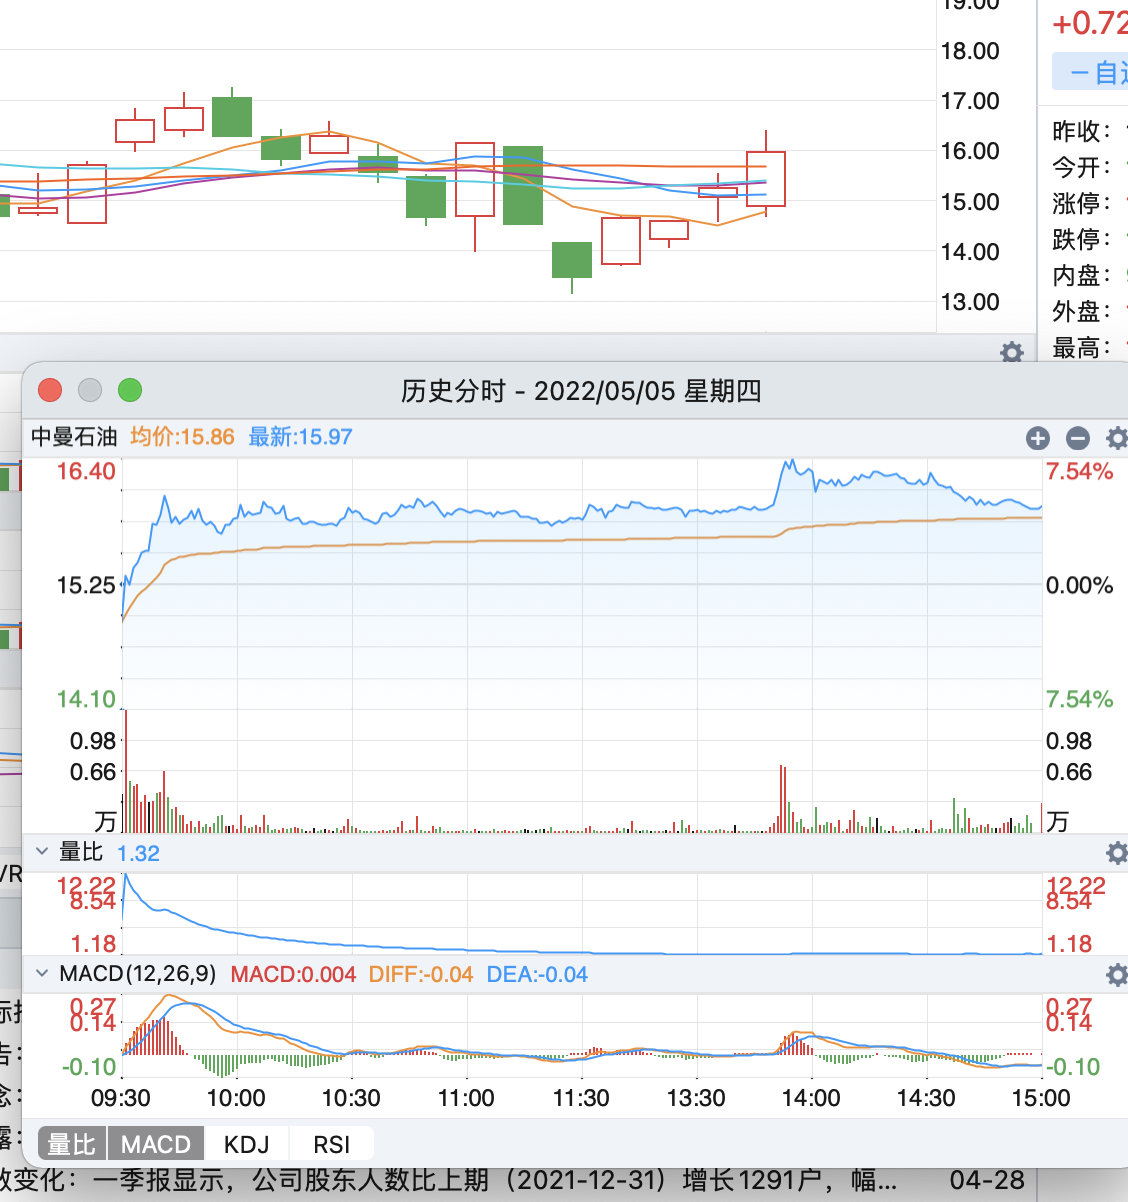 19.00
+0.72
18.00
一自
17.00
昨收：
16.00
今开：
15.00
涨停：
跌停：
14.00
内盘：
13.00
外盘：
最高：
历史分时 - 2022/05/05 星期四
中曼石油 均价:15.86 最新:15.97
16.40 7.54%
15.25 0.00%
14.10 7.54%
0.98 0.98
0.66 0.66
万 万
量比 1.32
/VR
12.22 12.22
8.54 8.54
1.18 1.18
MACD(12,26,9) MACD:0.004 DIFF:-0.04 DEA:-0.04
0.27 0.27
0.14 0.14
-0.10 -0.10
09:30 10:00 10:30 11:00 11:30 13:30 14:00 14:30 15:00
量比 MACD KDJ RSI
变化：一季报显示，公司股东人数比上期（2021-12-31）增长1291户，幅... 04-28